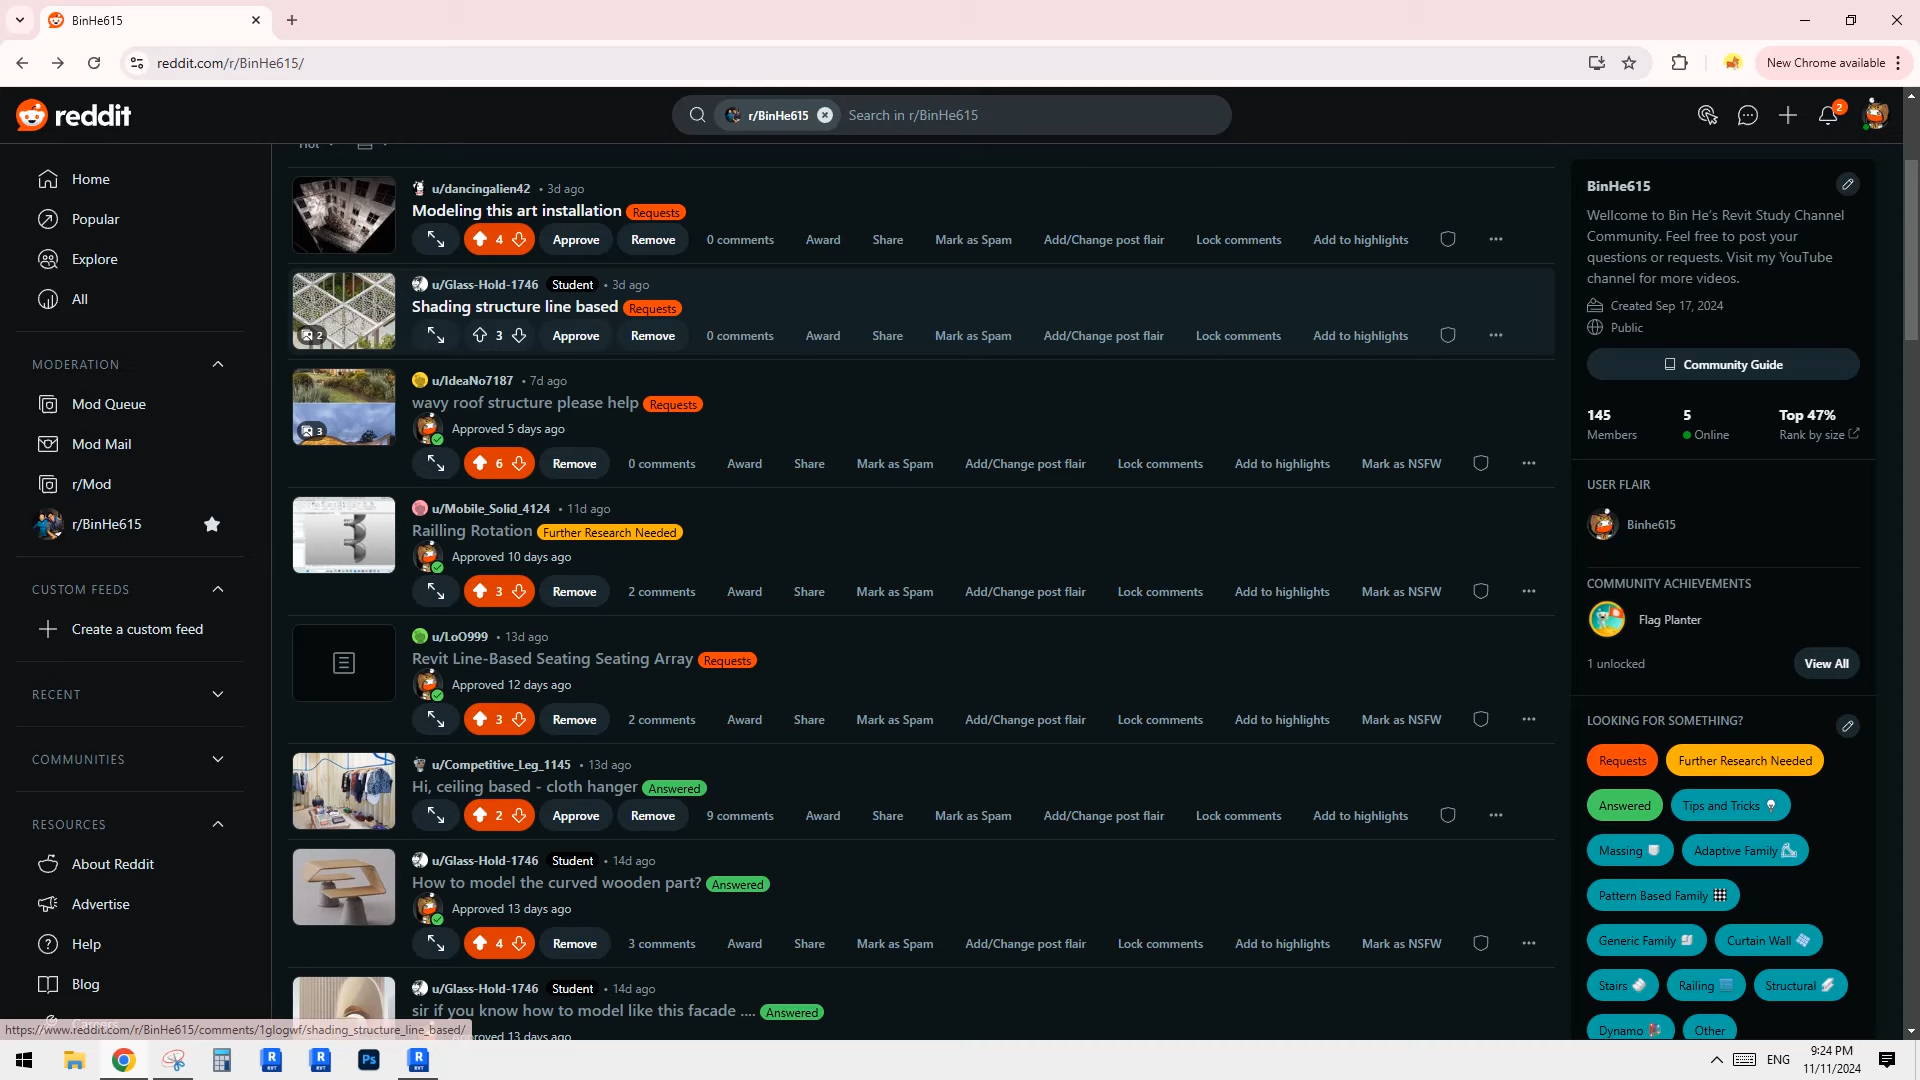 BinHe615
reddit.com/r/BinHe615/
New Chrome available
reddit
r/BinHe615 Search in r/BinHe615
2
Home
Popular
Explore
All
MODERATION
Mod Queue
Mod Mail
r/Mod
r/BinHe615
CUSTOM FEEDS
Create a custom feed
RECENT
COMMUNITIES
RESOURCES
About Reddit
Advertise
Help
Blog
Careers
https://www.reddit.com/r/BinHe615/comments/1glogwf/shading_structure_line_based/
Hot
u/dancingalien42 • 3d ago
Modeling this art installation Requests
4 Approve Remove 0 comments Award Share Mark as Spam Add/Change post flair Lock comments Add to highlights
u/Glass-Hold-1746 Student • 3d ago
Shading structure line based Requests
2
3 Approve Remove 0 comments Award Share Mark as Spam Add/Change post flair Lock comments Add to highlights
u/IdeaNo7187 • 7d ago
wavy roof structure please help Requests
3
Approved 5 days ago
6 Remove 0 comments Award Share Mark as Spam Add/Change post flair Lock comments Add to highlights Mark as NSFW
u/Mobile_Solid_4124 • 11d ago
Railling Rotation Further Research Needed
Approved 10 days ago
3 Remove 2 comments Award Share Mark as Spam Add/Change post flair Lock comments Add to highlights Mark as NSFW
u/LoO999 • 13d ago
Revit Line-Based Seating Seating Array Requests
Approved 12 days ago
3 Remove 2 comments Award Share Mark as Spam Add/Change post flair Lock comments Add to highlights Mark as NSFW
u/Competitive_Leg_1145 • 13d ago
Hi, ceiling based - cloth hanger Answered
2 Approve Remove 9 comments Award Share Mark as Spam Add/Change post flair Lock comments Add to highlights
u/Glass-Hold-1746 Student • 14d ago
How to model the curved wooden part? Answered
Approved 13 days ago
4 Remove 3 comments Award Share Mark as Spam Add/Change post flair Lock comments Add to highlights Mark as NSFW
u/Glass-Hold-1746 Student • 14d ago
sir if you know how to model like this facade .... Answered
Approved 13 days ago
BinHe615
Wellcome to Bin He's Revit Study Channel
Community. Feel free to post your
questions or requests. Visit my YouTube
channel for more videos.
Created Sep 17, 2024
Public
Community Guide
145 5 Top 47%
Members Online Rank by size
USER FLAIR
Binhe615
COMMUNITY ACHIEVEMENTS
Flag Planter
1 unlocked View All
LOOKING FOR SOMETHING?
Requests Further Research Needed
Answered Tips and Tricks
Massing Adaptive Family
Pattern Based Family
Generic Family Curtain Wall
Stairs Railing Structural
Dynamo Other
R RVT R RVT Ps R RVT
ENG
9:24 PM
11/11/2024